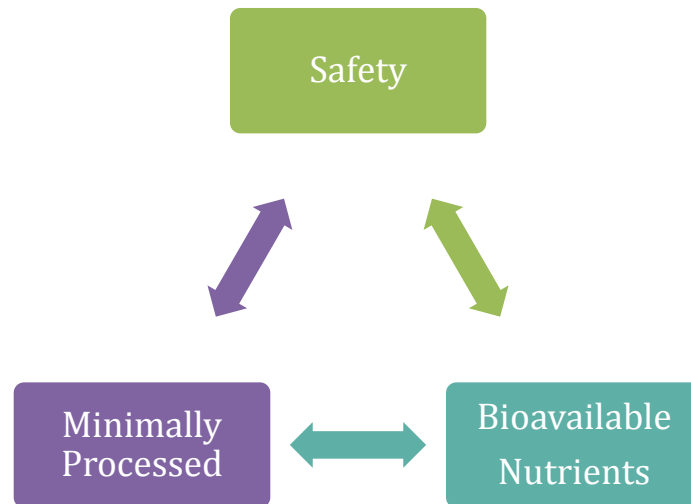 Safety
Minimally
Processed
Bioavailable
Nutrients